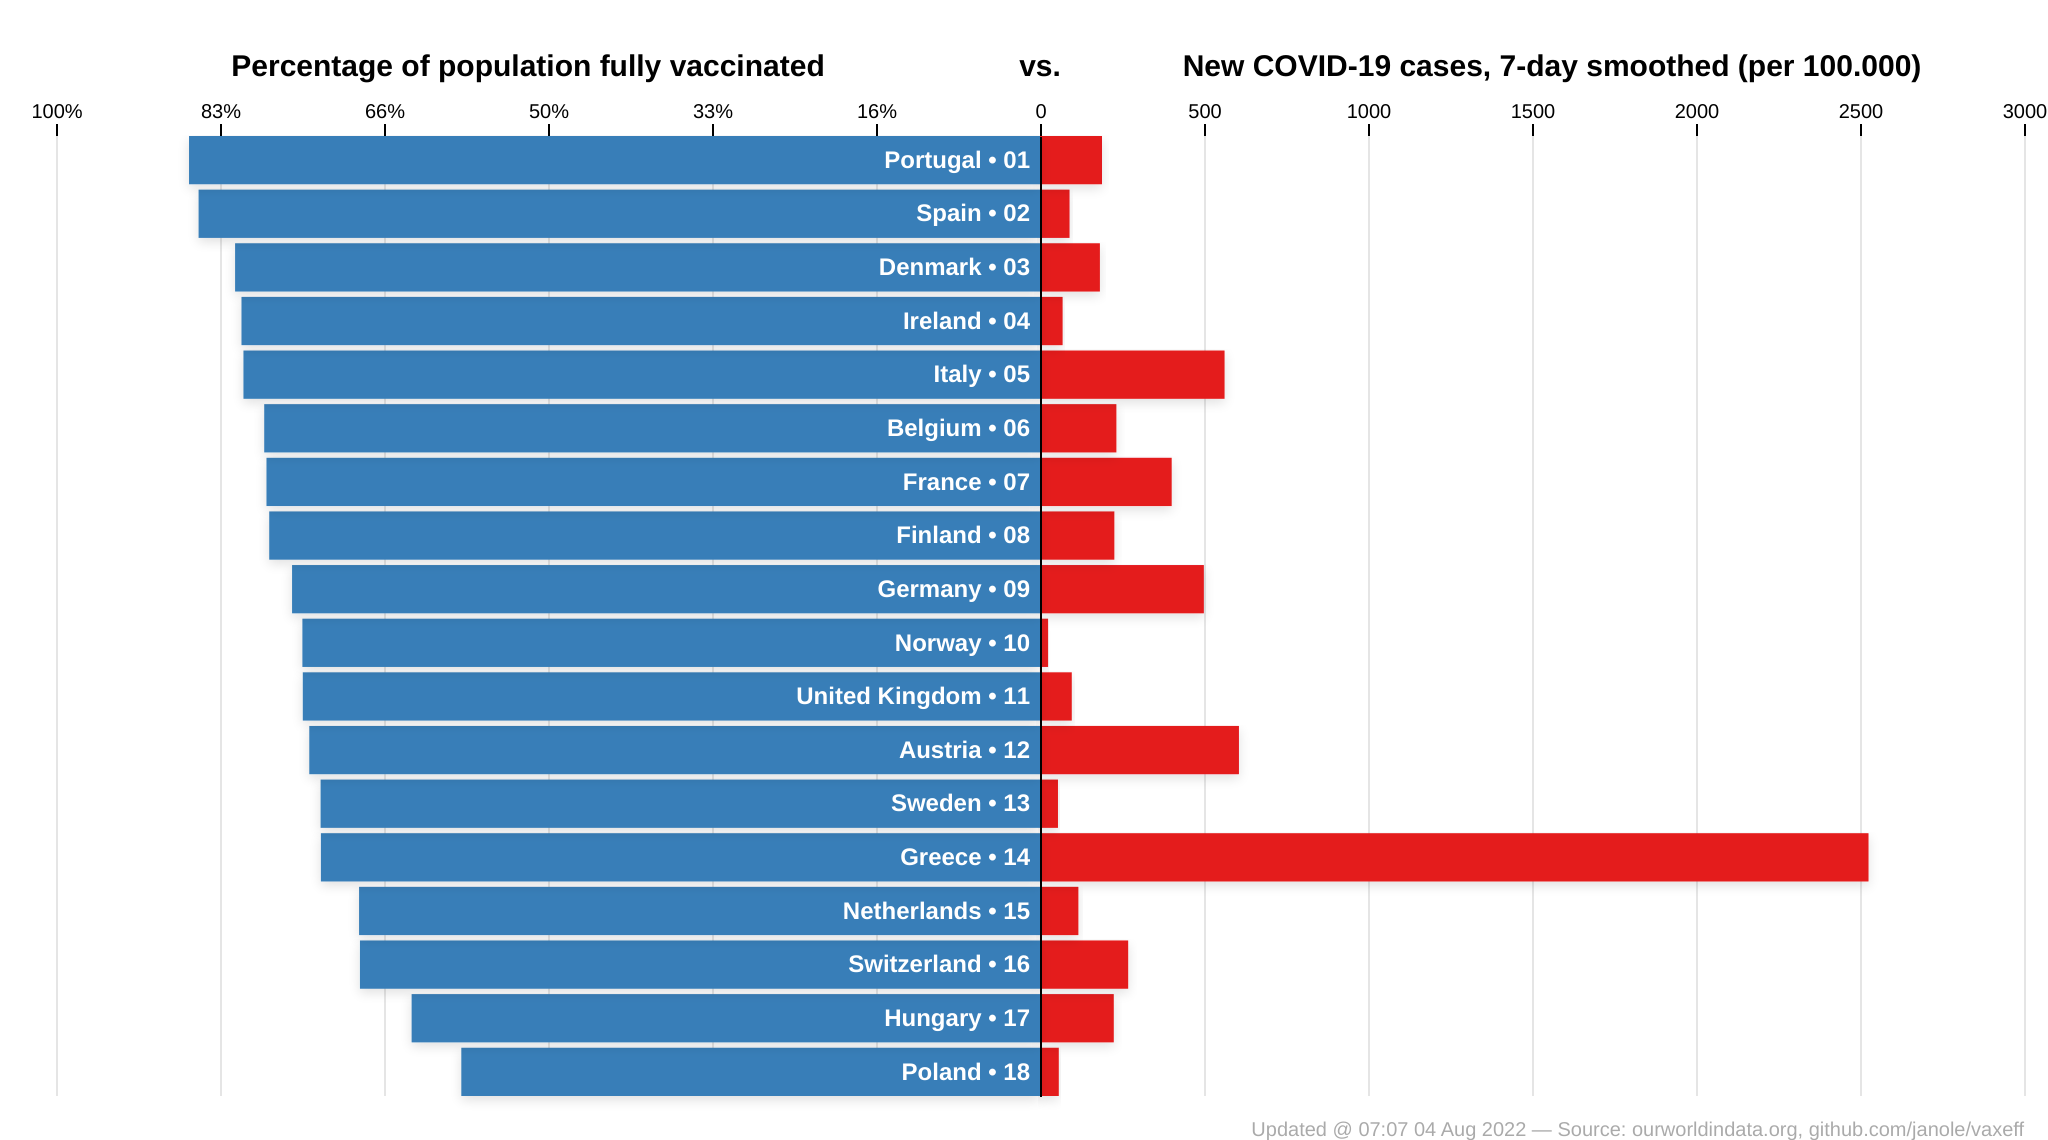 Percentage of population fully vaccinated vs. New COVID-19 cases, 7-day smoothed (per 100.000)
100% 83% 66% 50% 33% 16% 0 500 1000 1500 2000 2500 3000
Portugal • 01
Spain • 02
Denmark • 03
Ireland • 04
Italy • 05
Belgium • 06
France • 07
Finland • 08
Germany • 09
Norway • 10
United Kingdom • 11
Austria • 12
Sweden • 13
Greece • 14
Netherlands • 15
Switzerland • 16
Hungary • 17
Poland • 18
Updated @ 07:07 04 Aug 2022 — Source: ourworldindata.org, github.com/janole/vaxeff